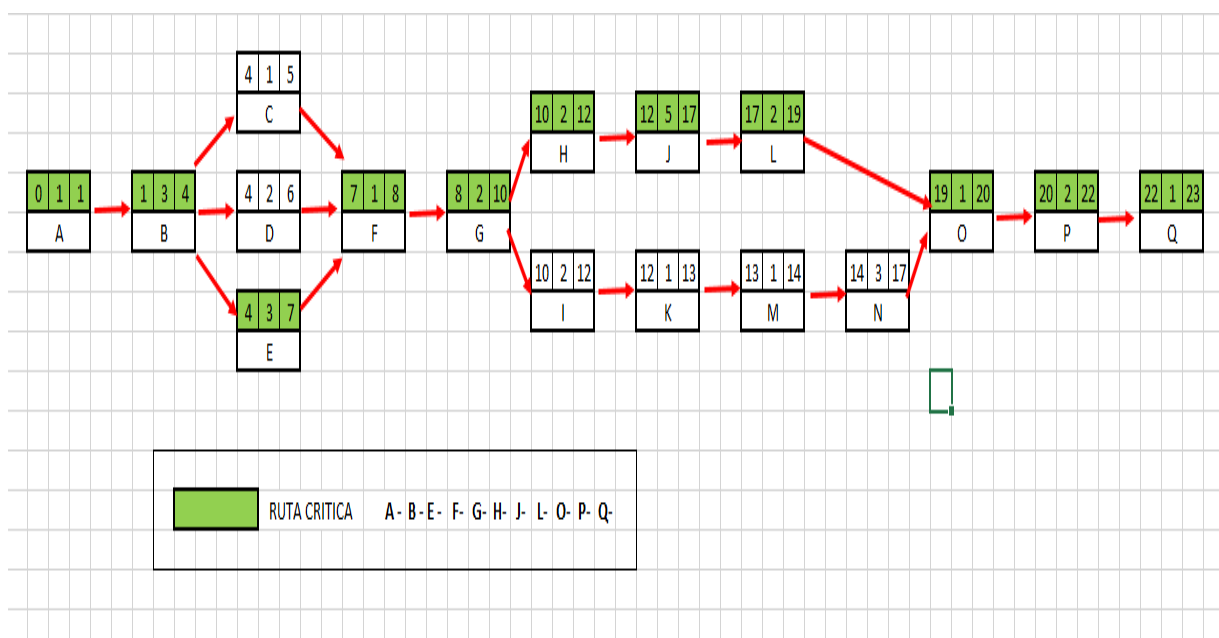 4 1 5
C
10 2 12
H
12 5 17
J
17 2 19
L
0 1 1
A
1 3 4
B
4 2 6
D
7 1 8
F
8 2 10
G
19 1 20
O
20 2 22
P
22 1 23
Q
10 2 12
I
12 1 13
K
13 1 14
M
14 3 17
N
4 3 7
E
RUTA CRITICA A - B - E - F- G- H- J- L- O- P- Q-